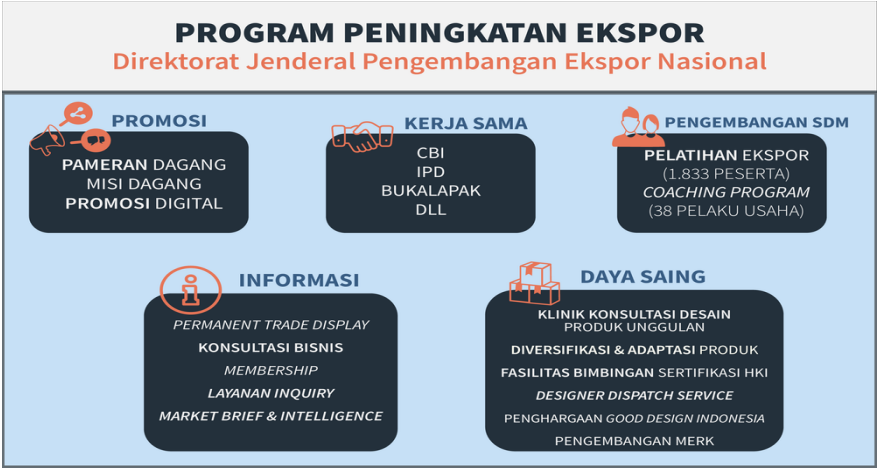 PROGRAM PENINGKATAN EKSPOR
Direktorat Jenderal Pengembangan Ekspor Nasional
PROMOSI
PAMERAN DAGANG
MISI DAGANG
PROMOSI DIGITAL
KERJA SAMA
CBI
IPD
BUKALAPAK
DLL
PENGEMBANGAN SDM
PELATIHAN EKSPOR
(1.833 PESERTA)
COACHING PROGRAM
(38 PELAKU USAHA)
INFORMASI
PERMANENT TRADE DISPLAY
KONSULTASI BISNIS
MEMBERSHIP
LAYANAN INQUIRY
MARKET BRIEF & INTELLIGENCE
DAYA SAING
KLINIK KONSULTASI DESAIN
PRODUK UNGGULAN
DIVERSIFIKASI & ADAPTASI PRODUK
FASILITAS BIMBINGAN SERTIFIKASI HKI
DESIGNER DISPATCH SERVICE
PENGHARGAAN GOOD DESIGN INDONESIA
PENGEMBANGAN MERK